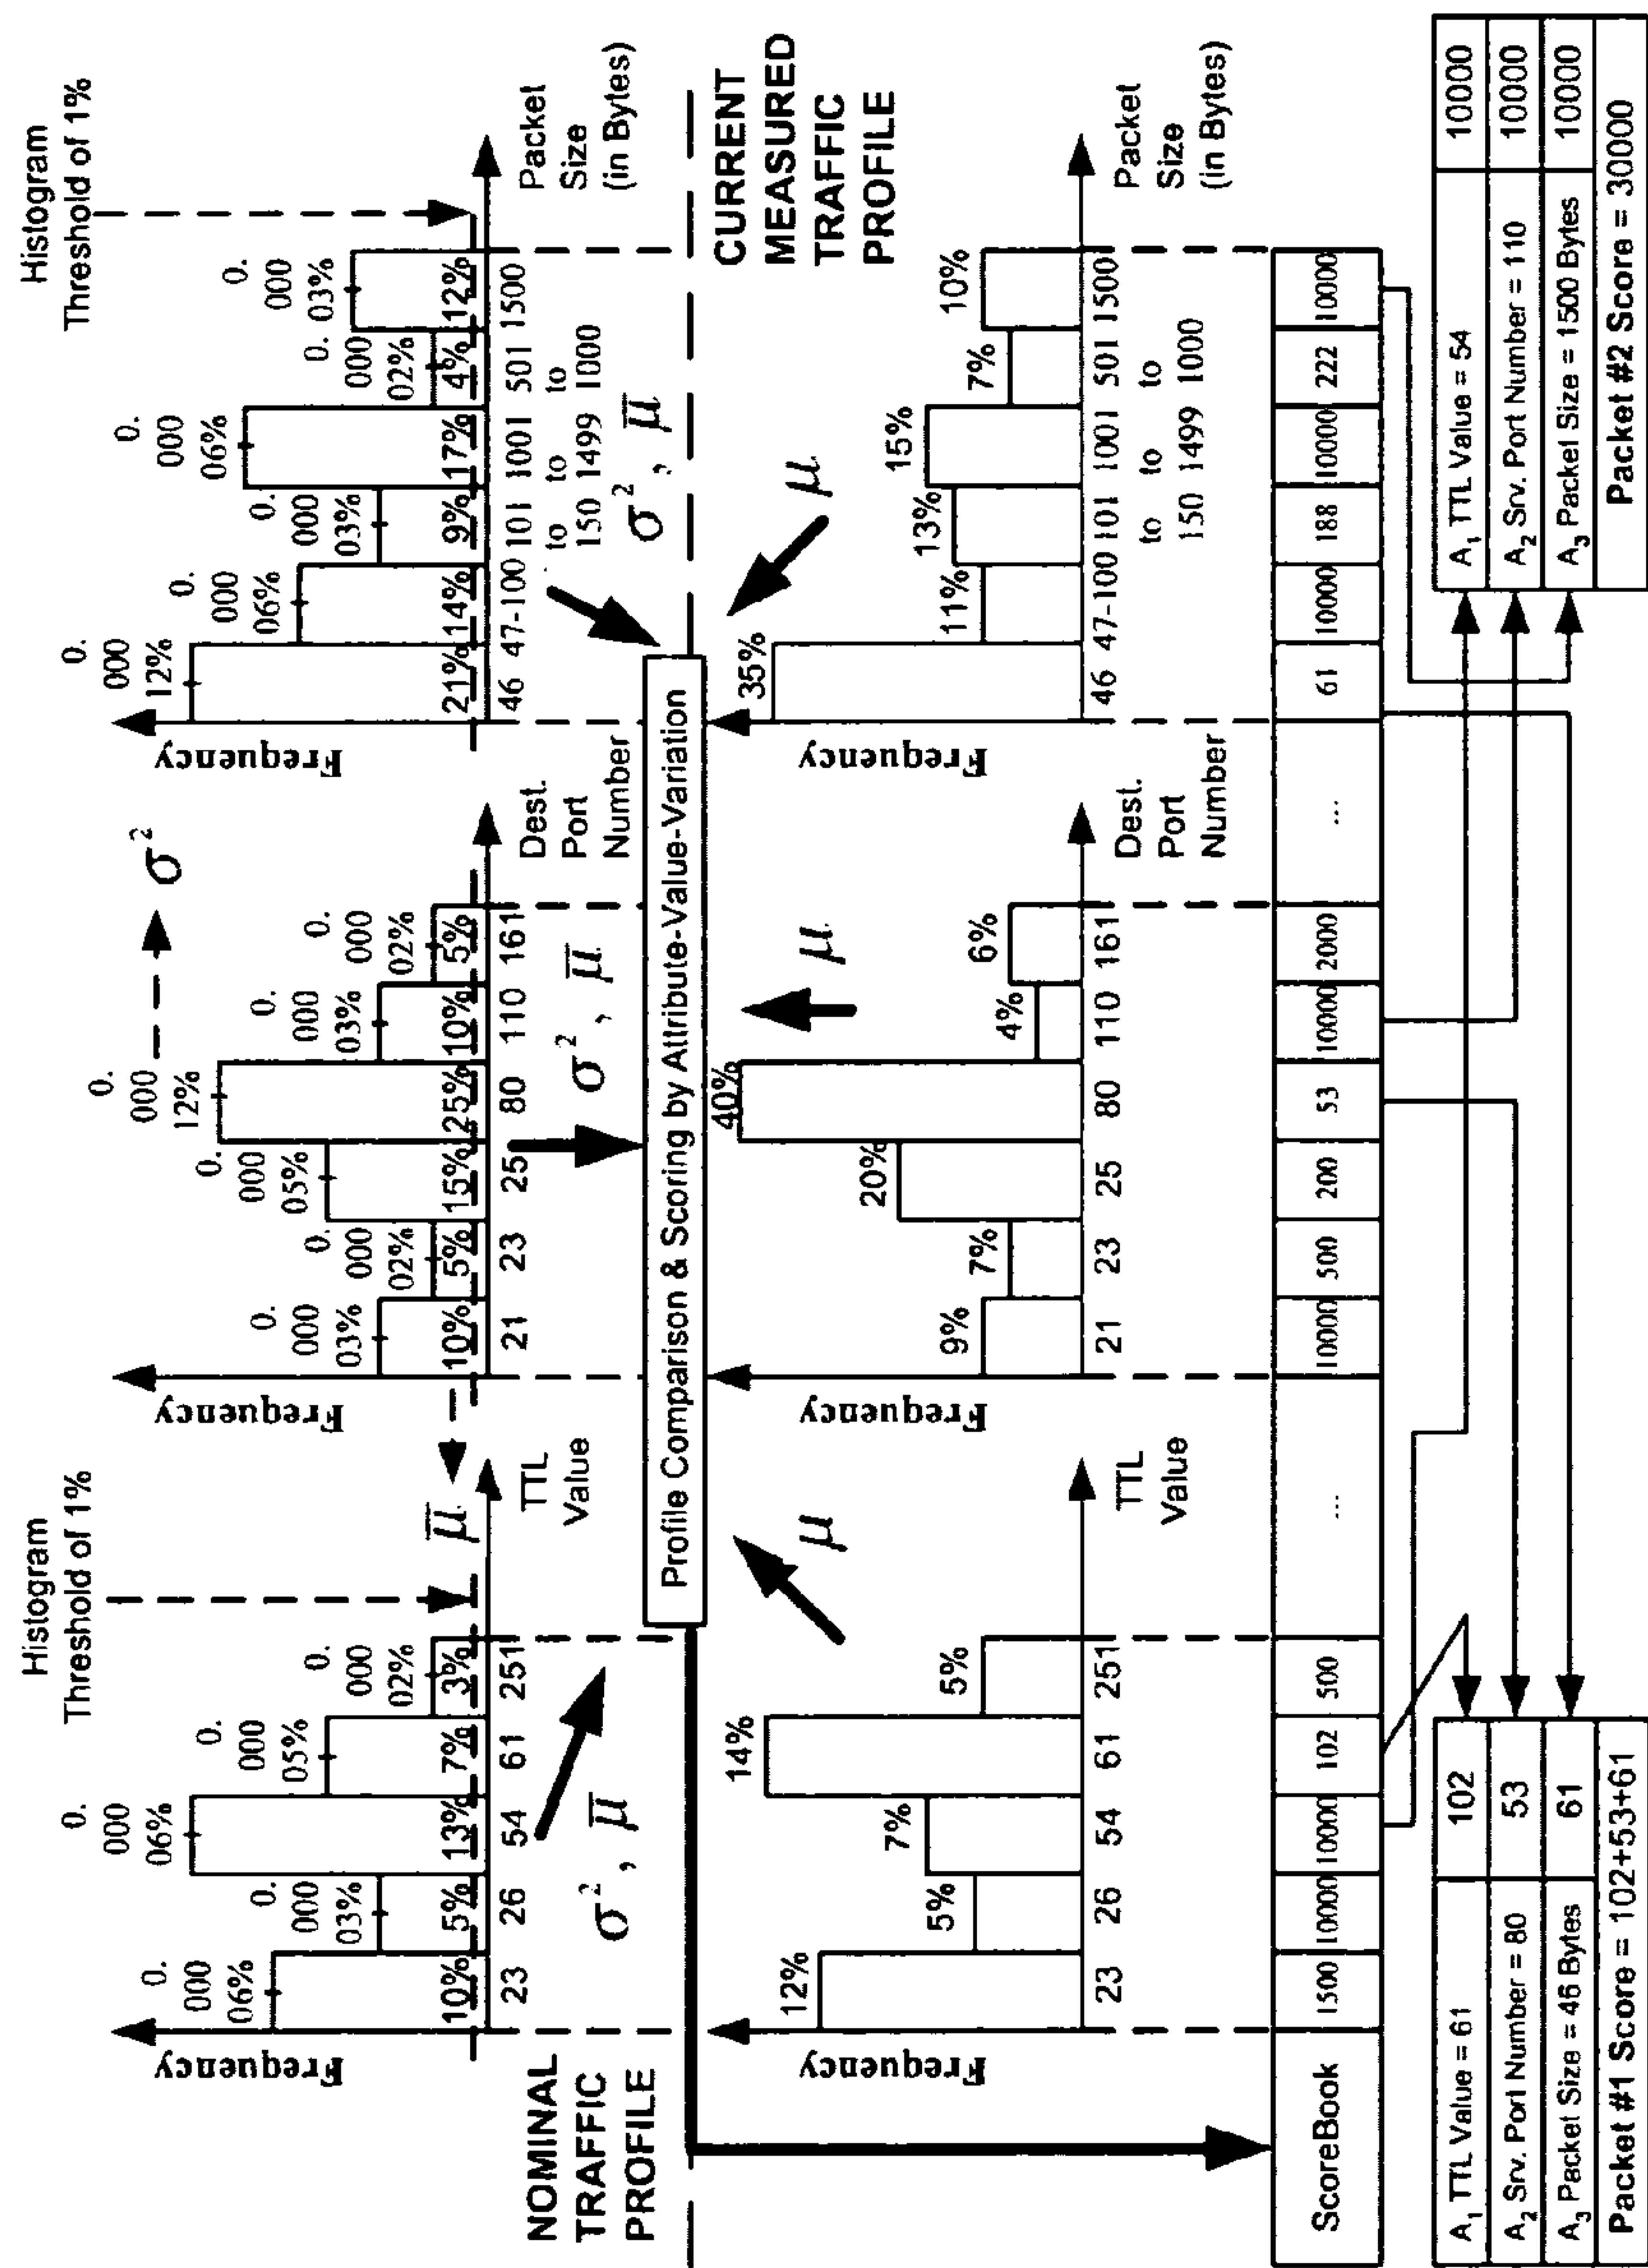 Histogram
Threshold of 1%
Histogram
Threshold of 1%
σ²
μ̅
Frequency
0.
000
06%
0.
000
03%
0.
000
06%
0.
000
05%
0.
000
02%
10%
5%
13%
7%
3%
23
26
54
61
251
TTL
Value
Frequency
0.
000
03%
0.
000
02%
0.
000
05%
0.
000
12%
0.
000
03%
0.
000
02%
10%
5%
15%
25%
10%
5%
21
23
25
80
110
161
Dest.
Port
Number
Frequency
0.
000
12%
0.
000
06%
0.
000
03%
0.
000
06%
0.
000
02%
0.
000
03%
21%
14%
9%
17%
4%
12%
46
47-100
101
to
150
1001
to
1499
501
to
1000
1500
Packet
Size
(in Bytes)
NOMINAL
TRAFFIC
PROFILE
σ², μ̅
σ², μ̅
σ², μ̅
Profile Comparison & Scoring by Attribute-Value-Variation
CURRENT
MEASURED
TRAFFIC
PROFILE
μ
μ
μ
Frequency
12%
5%
7%
14%
5%
23
26
54
61
251
TTL
Value
Frequency
9%
7%
20%
40%
4%
6%
21
23
25
80
110
161
Dest.
Port
Number
Frequency
35%
11%
13%
15%
7%
10%
46
47-100
101
to
150
1001
to
1499
501
to
1000
1500
Packet
Size
(in Bytes)
ScoreBook
1500
10000
10000
102
500
...
10000
500
200
53
10000
2000
...
61
10000
188
10000
222
10000
A₁ TTL Value = 61
102
A₂ Srv. Port Number = 80
53
A₃ Packet Size = 46 Bytes
61
Packet #1 Score = 102+53+61
A₁ TTL Value = 54
10000
A₂ Srv. Port Number = 110
10000
A₃ Packet Size = 1500 Bytes
10000
Packet #2 Score = 30000